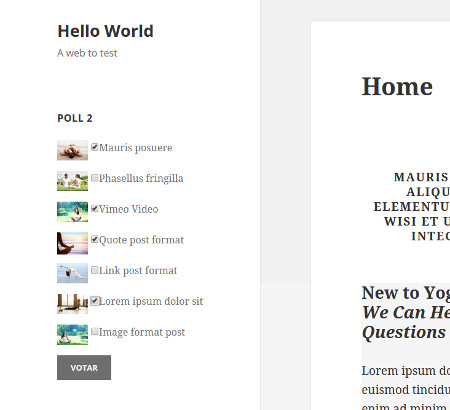 Hello World
A web to test
POLL 2
Mauris posuere
Phasellus fringilla
Vimeo Video
Quote post format
Link post format
Lorem ipsum dolor sit
Image format post
VOTAR
Home
MAURIS
ALIQU
ELEMENTU
WISI ET U
INTEG
New to Yog
We Can He
Questions
Lorem ipsum do
euismod tincidu
enim ad minim